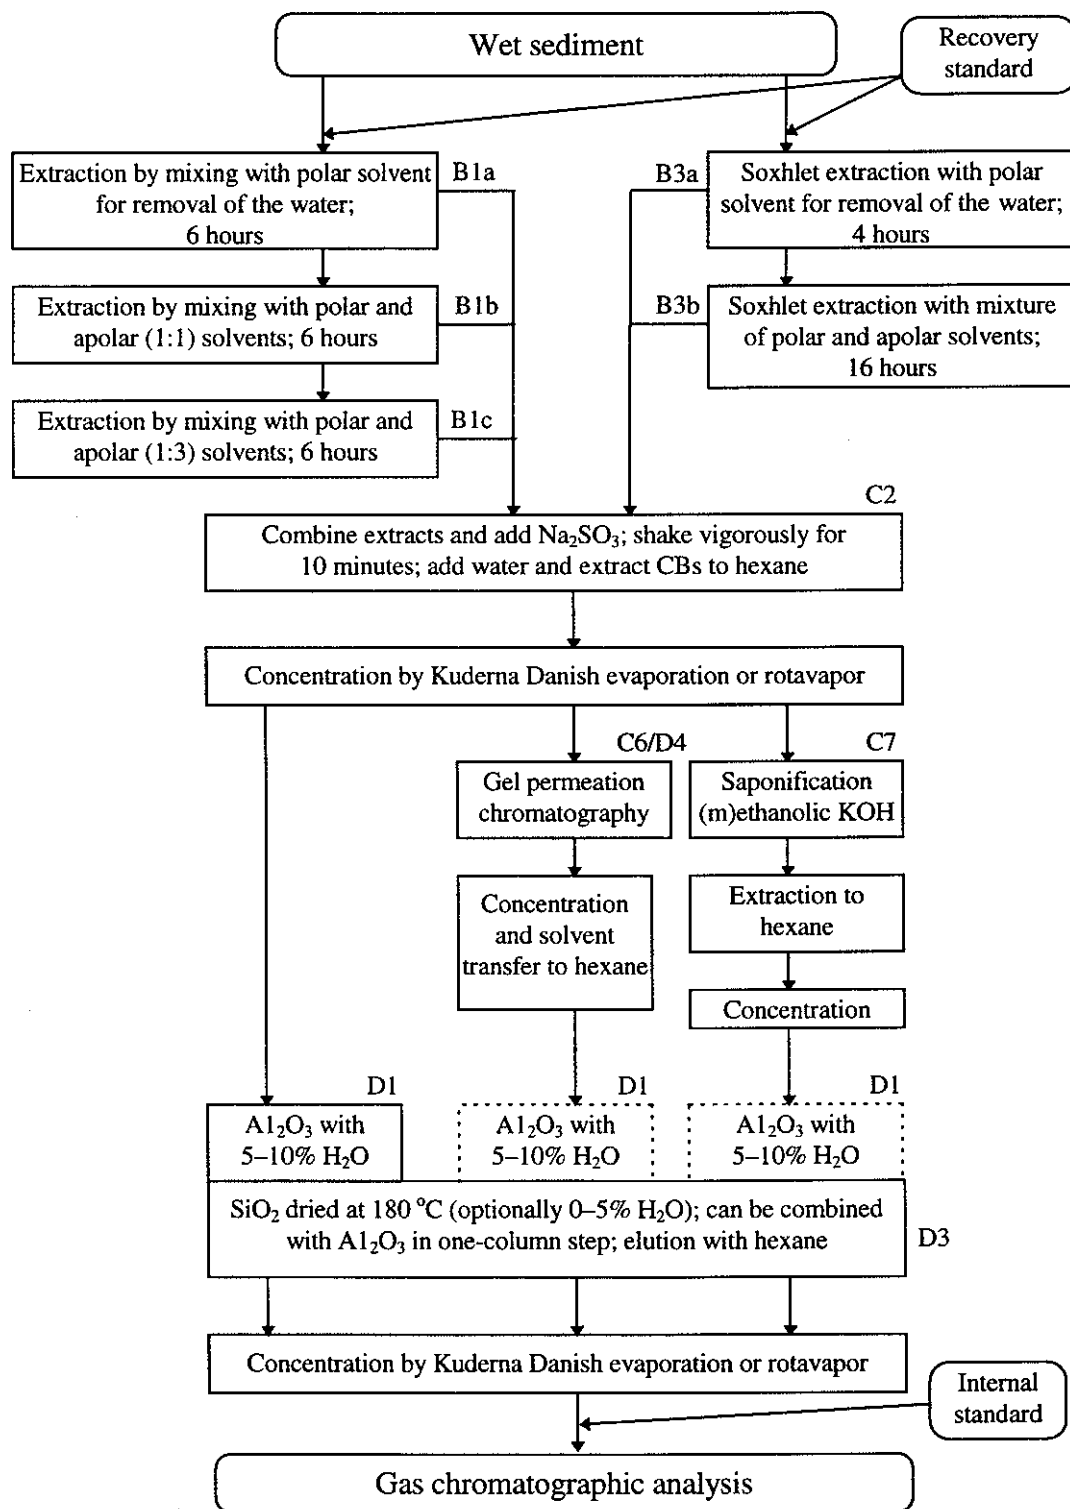 Wet sediment
Recovery
standard
Extraction by mixing with polar solvent
for removal of the water;
6 hours
B1a
B3a
Soxhlet extraction with polar
solvent for removal of the water;
4 hours
Extraction by mixing with polar and
apolar (1:1) solvents; 6 hours
B1b
B3b
Soxhlet extraction with mixture
of polar and apolar solvents;
16 hours
Extraction by mixing with polar and
apolar (1:3) solvents; 6 hours
B1c
C2
Combine extracts and add Na₂SO₃; shake vigorously for
10 minutes; add water and extract CBs to hexane
Concentration by Kuderna Danish evaporation or rotavapor
C6/D4
Gel permeation
chromatography
C7
Saponification
(m)ethanolic KOH
Concentration
and solvent
transfer to hexane
Extraction to
hexane
Concentration
D1
Al₂O₃ with
5–10% H₂O
D1
Al₂O₃ with
5–10% H₂O
D1
Al₂O₃ with
5–10% H₂O
SiO₂ dried at 180 °C (optionally 0–5% H₂O); can be combined
with Al₂O₃ in one-column step; elution with hexane
D3
Concentration by Kuderna Danish evaporation or rotavapor
Internal
standard
Gas chromatographic analysis